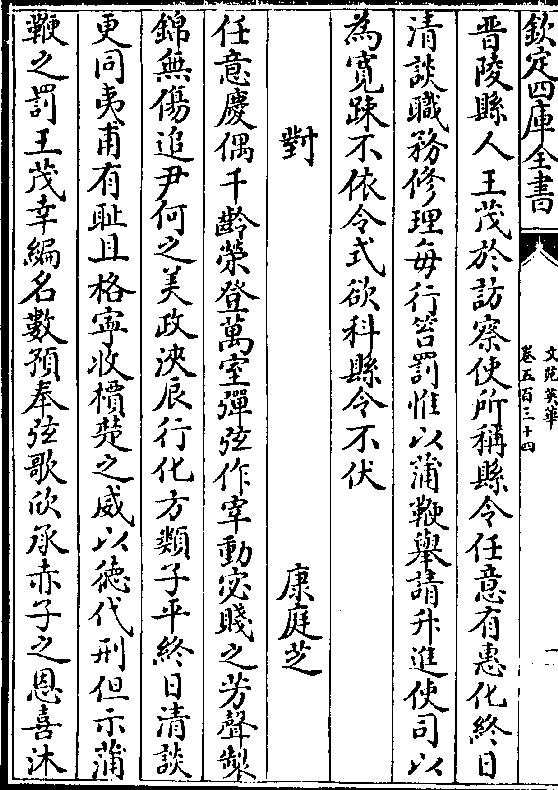 欽定四庫全書
文苑英華
卷五百三十四
一
晋陵縣人王茂於訪察使所稱縣令任意有惠化終日
清談職務修理每行笞罰惟以蒲鞭舉請升進使司以
為寛踈不依令式欲科縣令不伏
對 康庭芝
任意慶偶千齡榮登萬室彈弦作宰動宓賤之芳聲製
錦無傷追尹何之美政浹辰行化方類子平終日清談
更同夷甫有耻且格寧收檟楚之威以德代刑但示蒲
鞭之罰王茂幸編名數預奉弦歌欣承赤子之恩喜沐